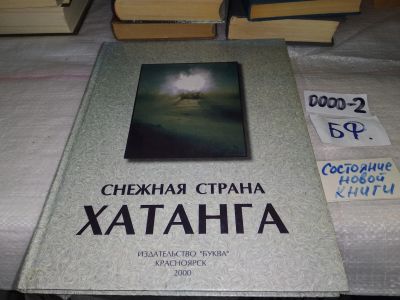 СНЕЖНАЯ СТРАНА
ХАТАНГА
ИЗДАТЕЛЬСТВО "БУКВА"
КРАСНОЯРСК
2000
0000-2
БФ.
Состояние
новой
книги